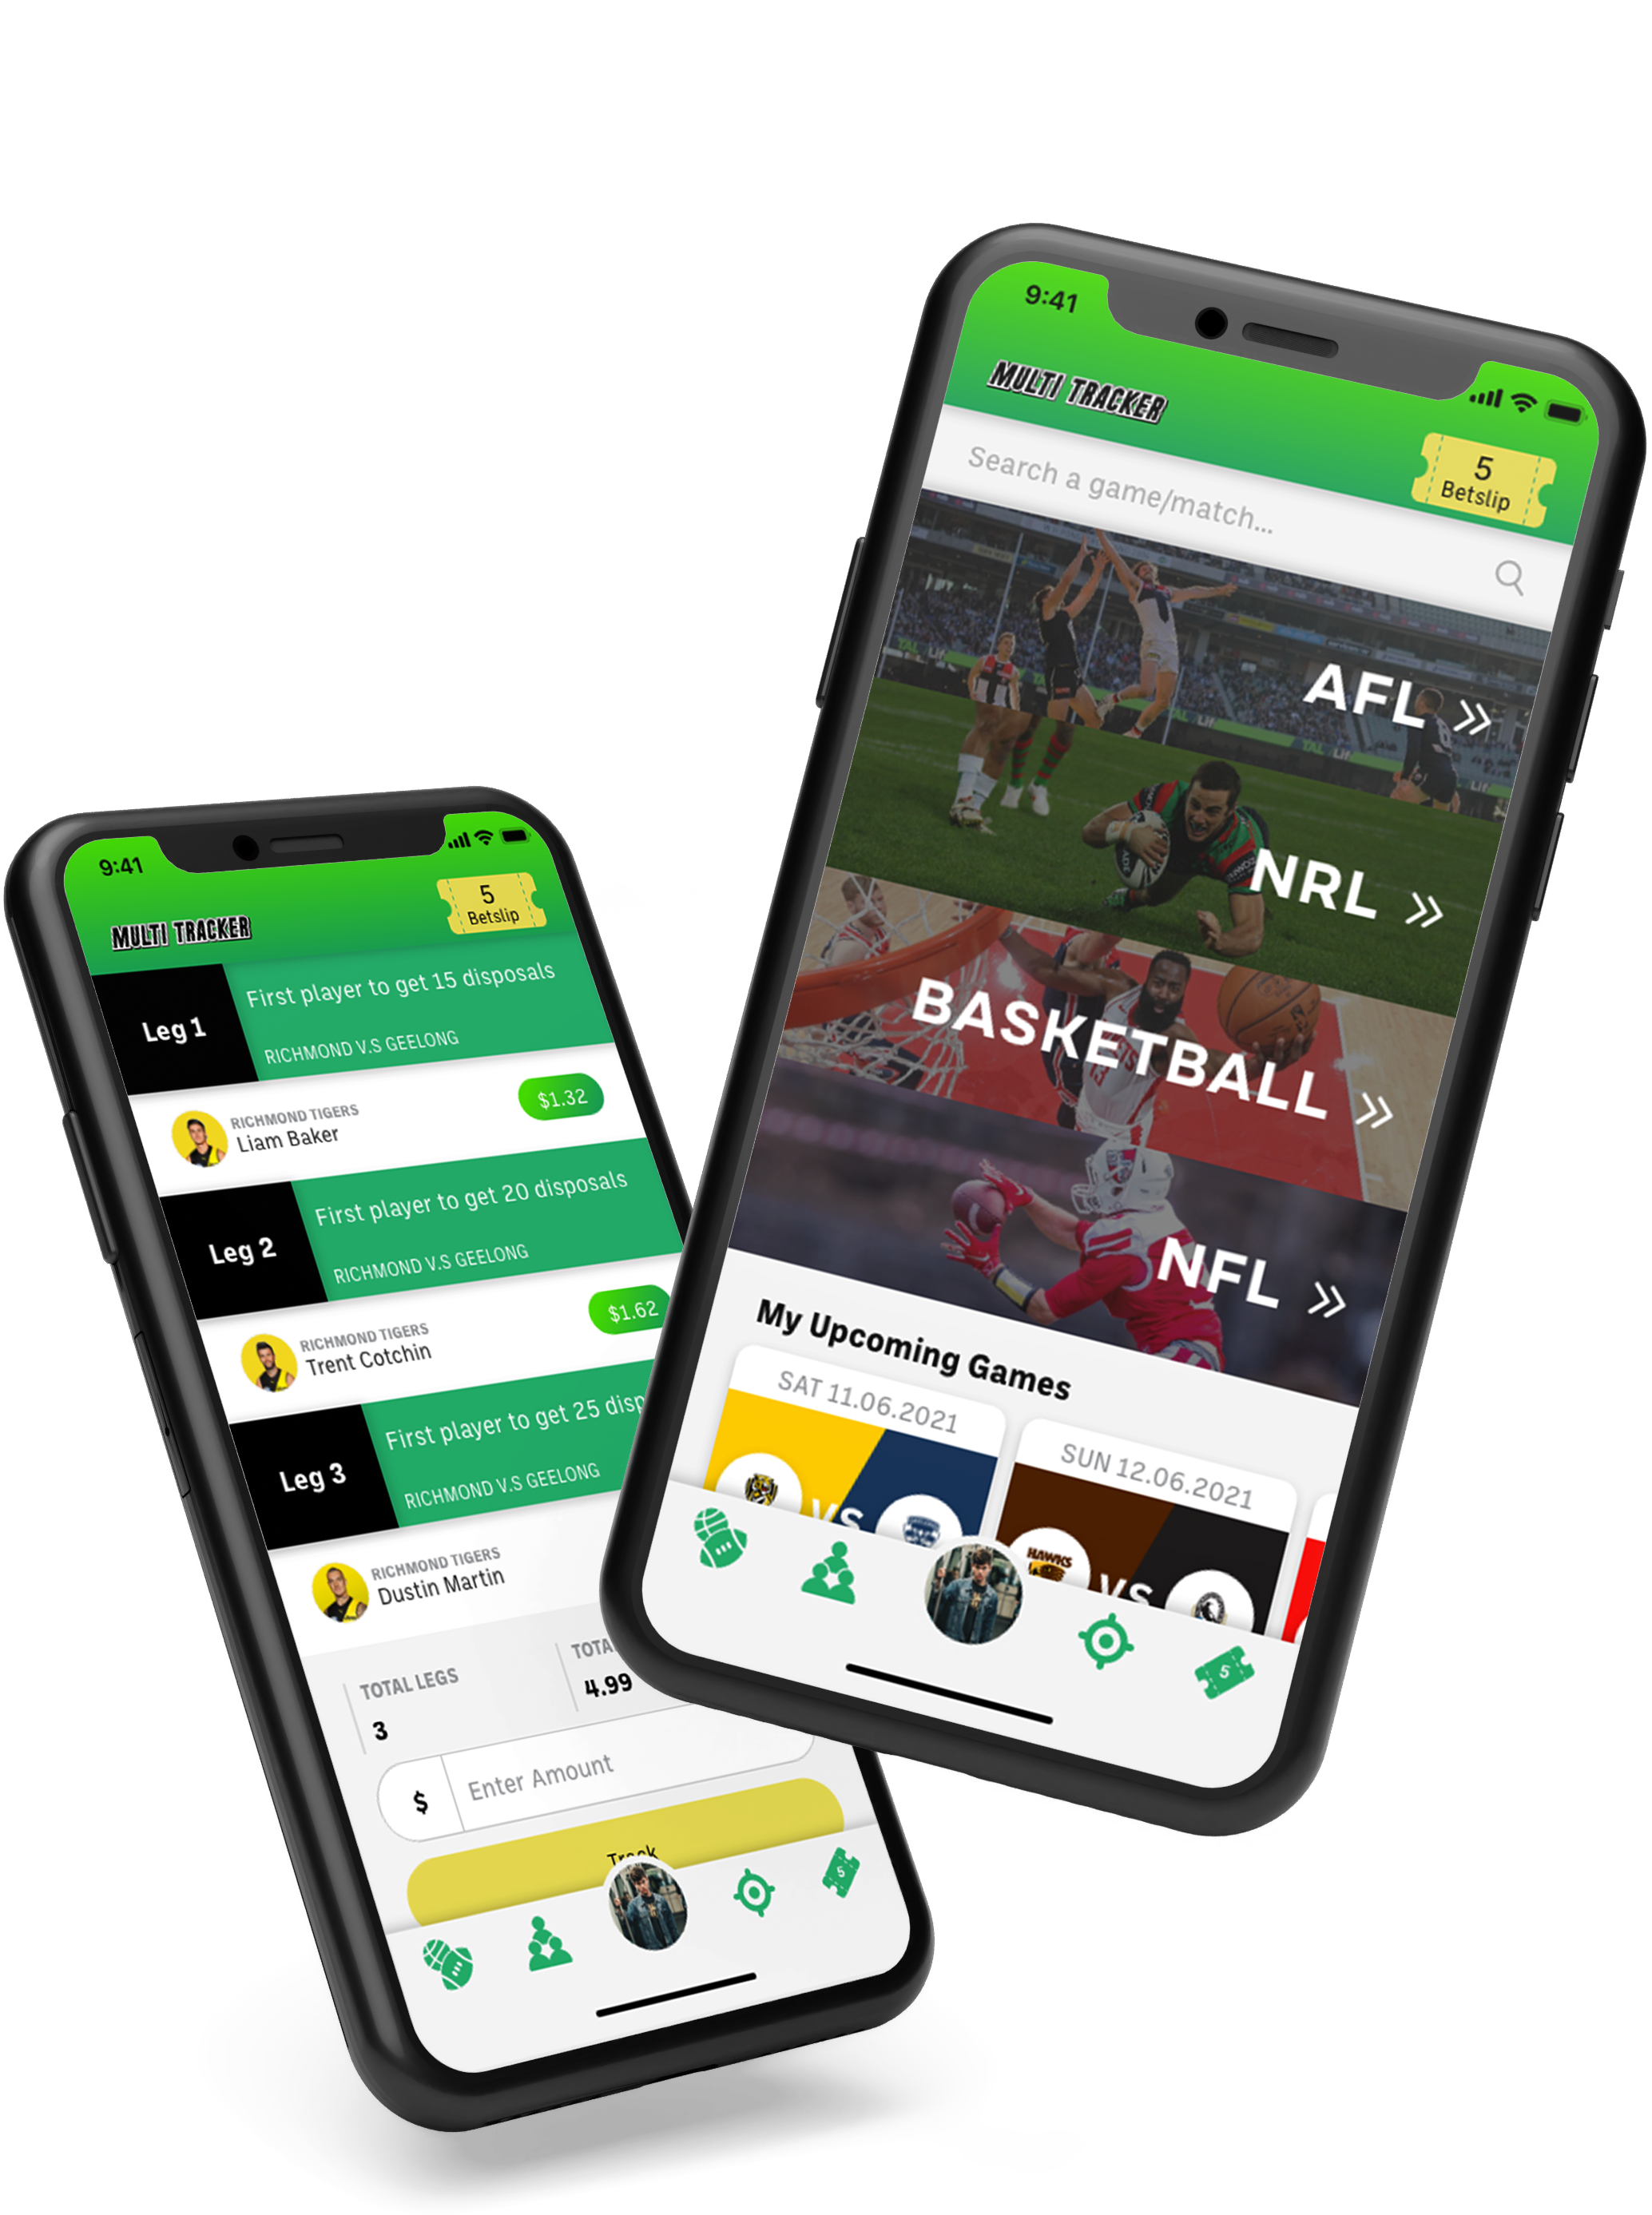 9:41
MULTI TRACKER
5
Betslip
Leg 1
First player to get 15 disposals
RICHMOND V.S GEELONG
RICHMOND TIGERS
Liam Baker
$1.32
Leg 2
First player to get 20 disposals
RICHMOND V.S GEELONG
RICHMOND TIGERS
Trent Cotchin
$1.62
Leg 3
First player to get 25 disp
RICHMOND V.S GEELONG
RICHMOND TIGERS
Dustin Martin
TOTAL LEGS
3
TOTA
4.99
$
Enter Amount
Track
5
9:41
MULTI TRACKER
5
Betslip
Search a game/match...
AFL
NRL
BASKETBALL
NFL
My Upcoming Games
SAT 11.06.2021
VS
SUN 12.06.2021
HAWKS
VS
5